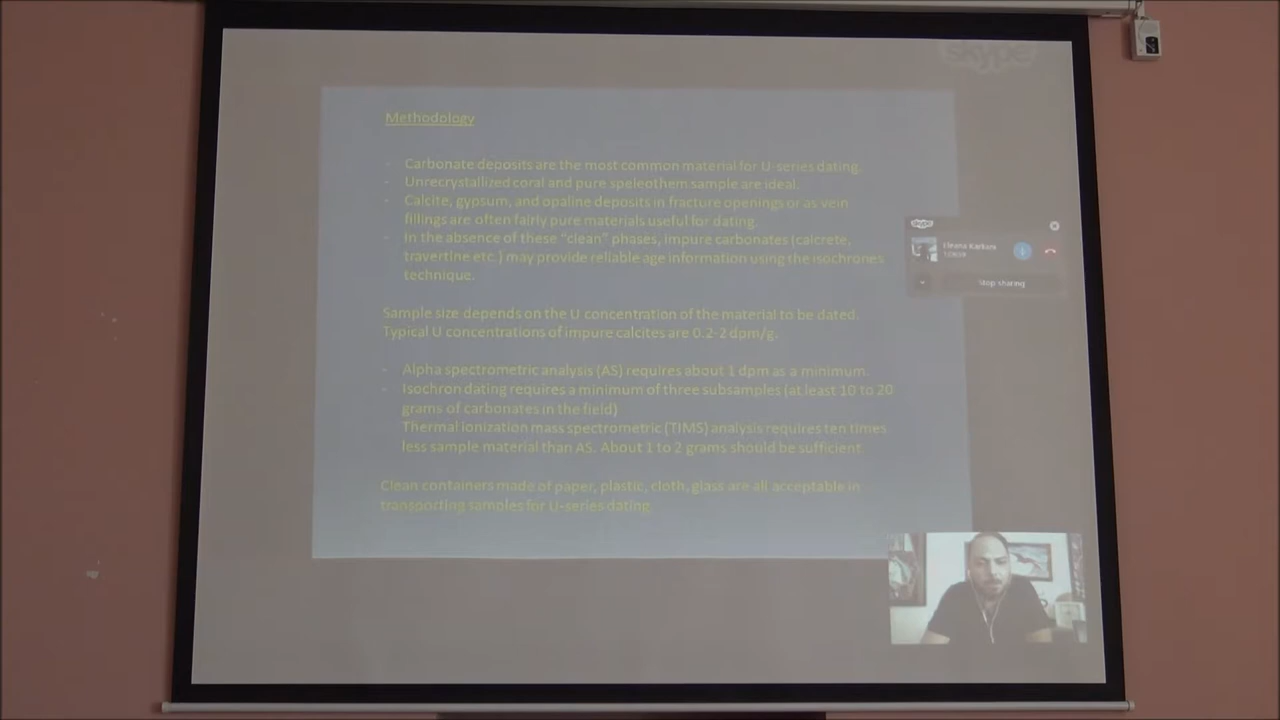 skype
Methodology
- Carbonate deposits are the most common material for U-series dating.
- Unrecrystallized coral and pure speleothem sample are ideal.
- Calcite, gypsum, and opaline deposits in fracture openings or as vein
fillings are often fairly pure materials useful for dating.
- In the absence of these "clean" phases, impure carbonates (calcrete,
travertine etc.) may provide reliable age information using the isochrones
technique.
Sample size depends on the U concentration of the material to be dated.
Typical U concentrations of impure calcites are 0.2-2 dpm/g.
- Alpha spectrometric analysis (AS) requires about 1 dpm as a minimum.
- Isochron dating requires a minimum of three subsamples (at least 10 to 20
grams of carbonates in the field)
Thermal ionization mass spectrometric (TIMS) analysis requires ten times
less sample material than AS. About 1 to 2 grams should be sufficient.
Clean containers made of paper, plastic, cloth, glass are all acceptable in
transporting samples for U-series dating.
skype
Stop sharing